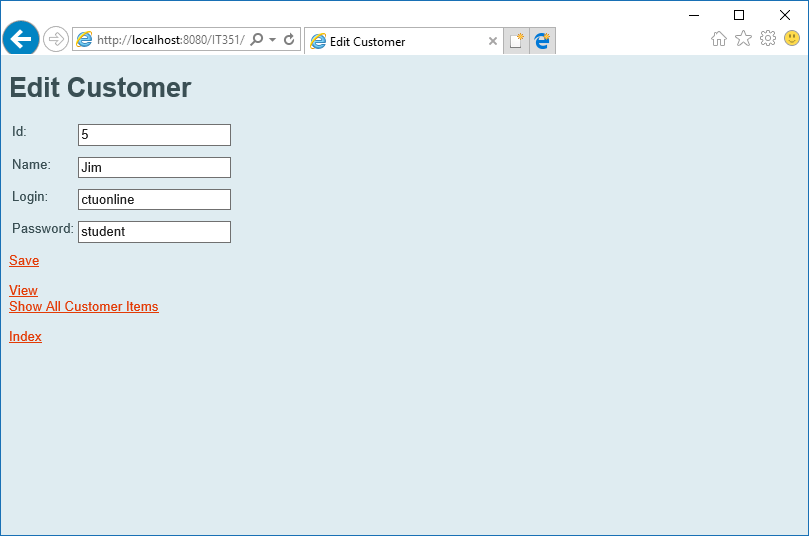 http://localhost:8080/IT351/
Edit Customer
Edit Customer
Id: 5
Name: Jim
Login: ctuonline
Password: student
Save
View
Show All Customer Items
Index